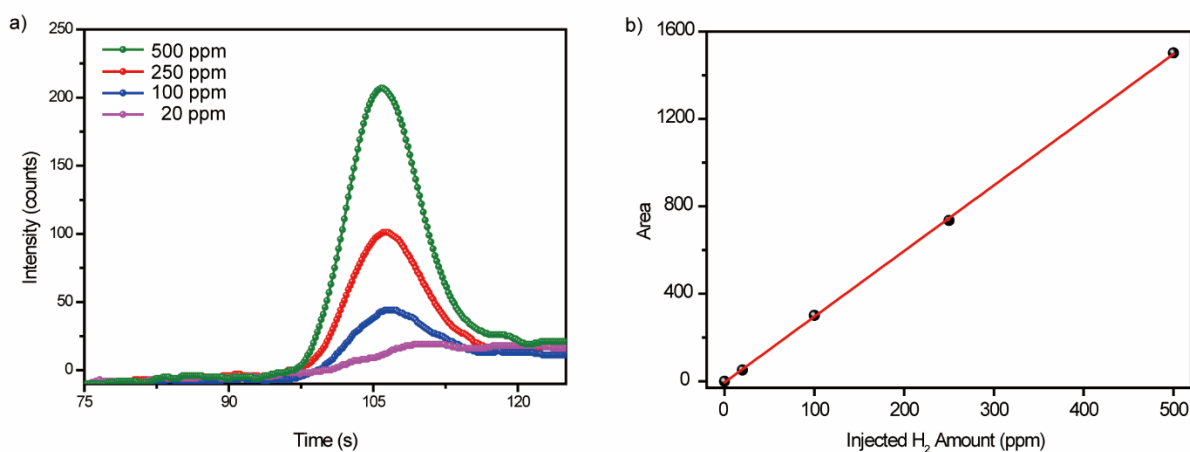 a)
250
200
150
100
50
0
Intensity (counts)
500 ppm
250 ppm
100 ppm
20 ppm
75
90
105
120
Time (s)
b)
1600
1200
800
400
0
Area
0
100
200
300
400
500
Injected H₂ Amount (ppm)